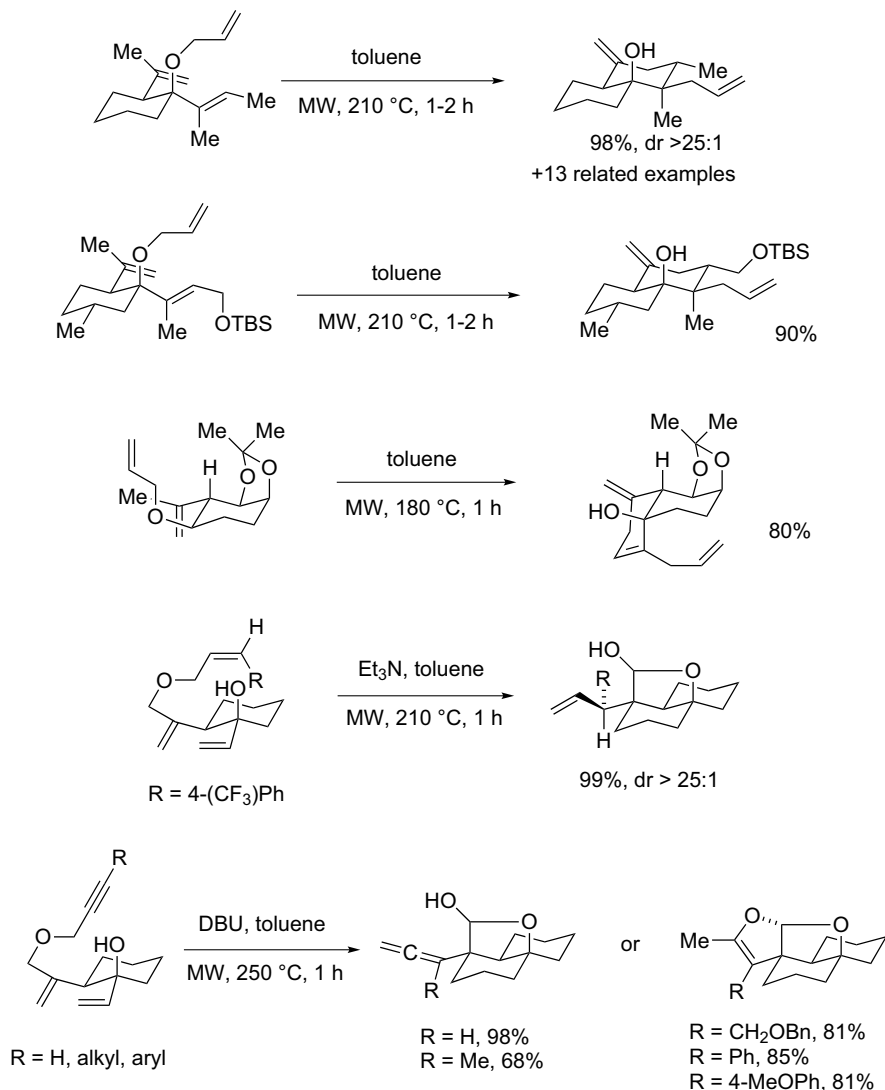 Me
O
Me
Me
toluene
MW, 210 °C, 1-2 h
OH
Me
Me
98%, dr >25:1
+13 related examples
Me
O
Me
Me
OTBS
toluene
MW, 210 °C, 1-2 h
OH
OTBS
Me
Me
90%
Me Me
H
O
O
Me
O
toluene
MW, 180 °C, 1 h
Me Me
H
O
O
HO
80%
H
O
R
HO
R = 4-(CF3)Ph
Et3N, toluene
MW, 210 °C, 1 h
HO
R
O
H
99%, dr > 25:1
R
O
OH
R = H, alkyl, aryl
DBU, toluene
MW, 250 °C, 1 h
HO
O
C
R
R = H, 98%
R = Me, 68%
or
O
O
Me
R
R = CH2OBn, 81%
R = Ph, 85%
R = 4-MeOPh, 81%